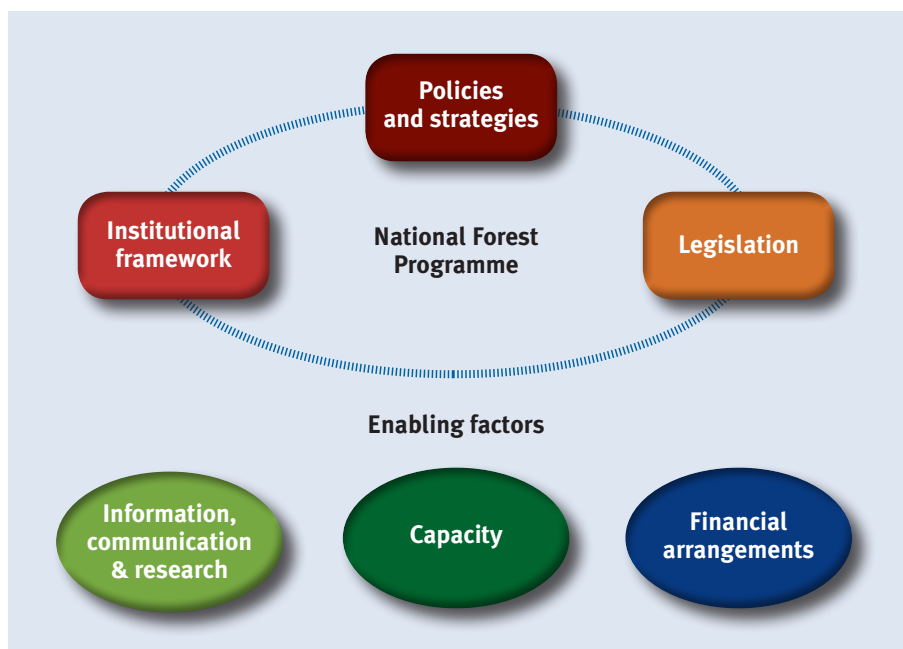 Policies
and strategies
Institutional
framework
National Forest
Programme
Legislation
Enabling factors
Information,
communication
& research
Capacity
Financial
arrangements